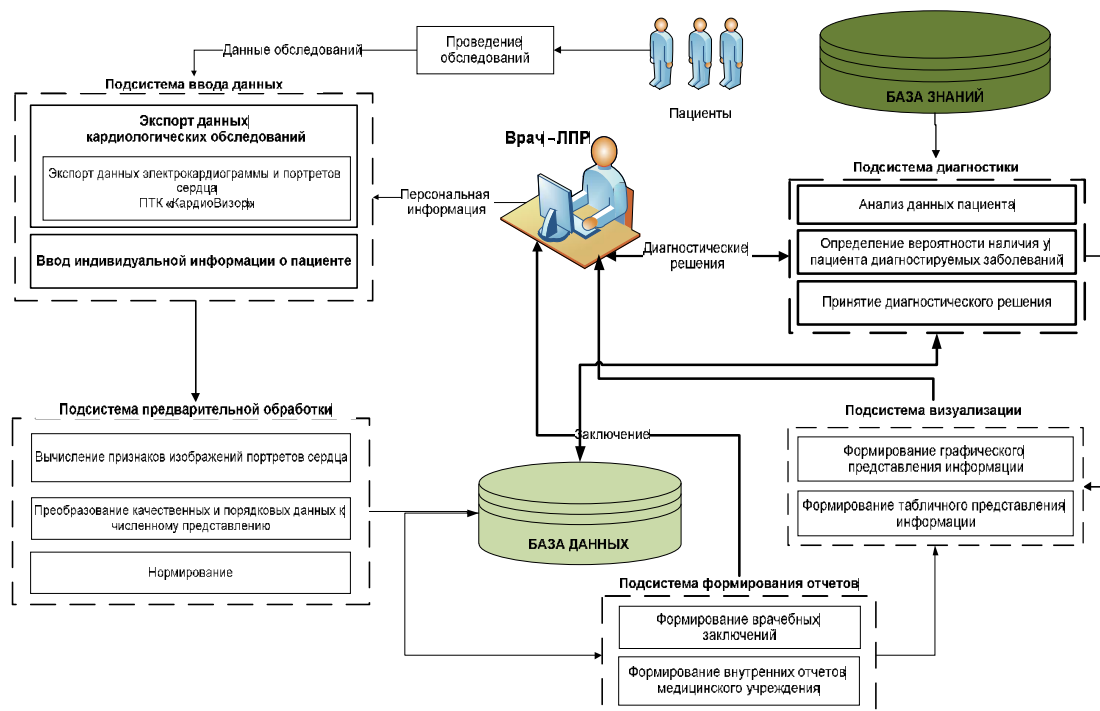 Данные обследований
Проведение
обследований
Пациенты
БАЗА ЗНАНИЙ
Подсистема ввода данных
Экспорт данных
кардиологических обследований
Экспорт данных электрокардиограммы и портретов
сердца
ПТК «КардиоВизор»
Ввод индивидуальной информации о пациенте
Врач –ЛПР
Персональная
информация
Диагностические
решения
Подсистема диагностики
Анализ данных пациента
Определение вероятности наличия у
пациента диагностируемых заболеваний
Принятие диагностического решения
Подсистема предварительной обработки
Вычисление признаков изображений портретов сердца
Преобразование качественных и порядковых данных к
численному представлению
Нормирование
Заключение
БАЗА ДАННЫХ
Подсистема визуализации
Формирование графического
представления информации
Формирование табличного представления
информации
Подсистема формирования отчетов
Формирование врачебных
заключений
Формирование внутренних отчетов
медицинского учреждения